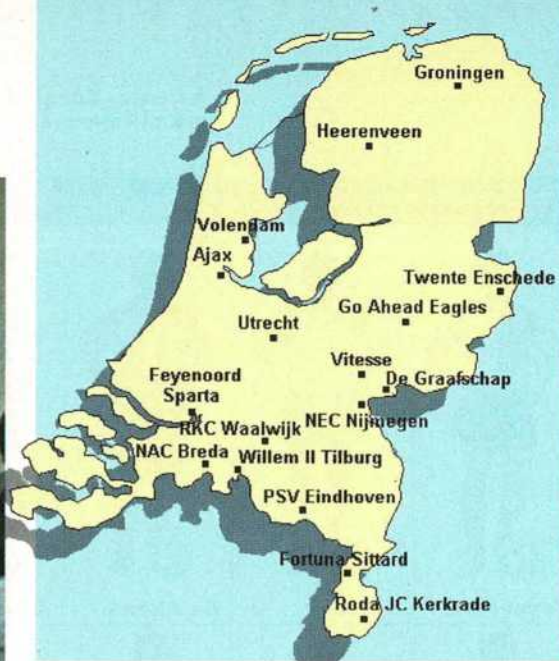 Groningen
Heerenveen
Volendam
Ajax
Twente Enschede
Go Ahead Eagles
Utrecht
Vitesse
De Graafschap
Feyenoord
Sparta
NEC Nijmegen
RKC Waalwijk
NAC Breda
Willem II Tilburg
PSV Eindhoven
Fortuna Sittard
Roda JC Kerkrade